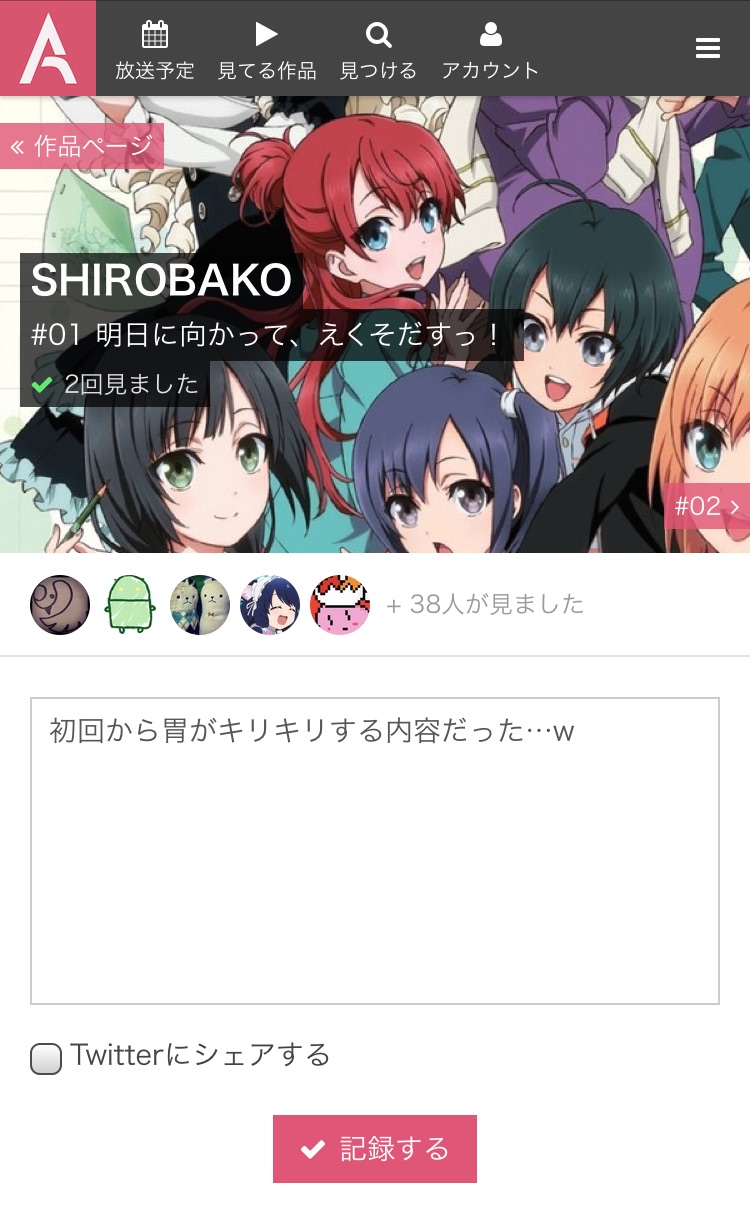 放送予定 見てる作品 見つける アカウント
« 作品ページ
SHIROBAKO
#01 明日に向かって、えくそだすっ！
2回見ました
#02 ›
+ 38人が見ました
初回から胃がキリキリする内容だった…w
Twitterにシェアする
記録する